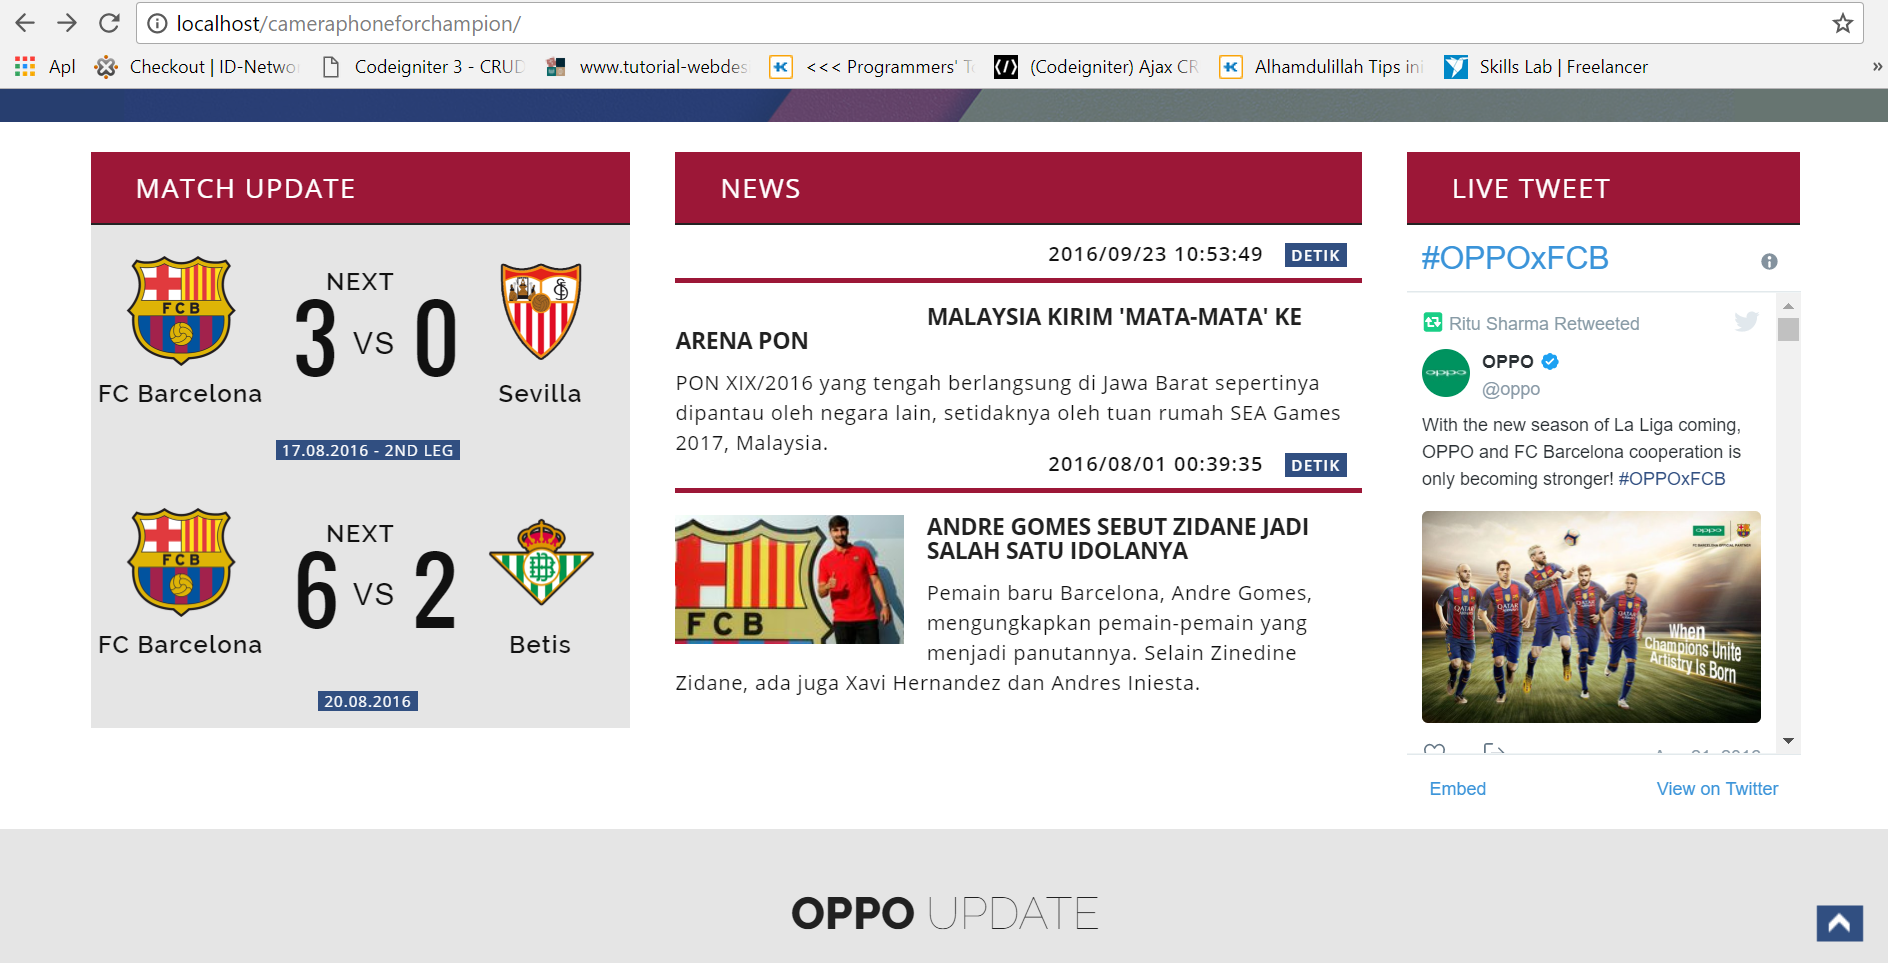 localhost/cameraphoneforchampion/
Apl
Checkout | ID-Netwo
Codeigniter 3 - CRUD
www.tutorial-webdes
<<< Programmers' T
(Codeigniter) Ajax CR
Alhamdulillah Tips ini
Skills Lab | Freelancer
»
MATCH UPDATE
NEXT
3 VS 0
FCB
FC Barcelona
Sevilla
17.08.2016 - 2ND LEG
NEXT
6 VS 2
FCB
FC Barcelona
Betis
20.08.2016
NEWS
2016/09/23 10:53:49 DETIK
MALAYSIA KIRIM 'MATA-MATA' KE
ARENA PON
PON XIX/2016 yang tengah berlangsung di Jawa Barat sepertinya
dipantau oleh negara lain, setidaknya oleh tuan rumah SEA Games
2017, Malaysia.
2016/08/01 00:39:35 DETIK
FCB
ANDRE GOMES SEBUT ZIDANE JADI
SALAH SATU IDOLANYA
Pemain baru Barcelona, Andre Gomes,
mengungkapkan pemain-pemain yang
menjadi panutannya. Selain Zinedine
Zidane, ada juga Xavi Hernandez dan Andres Iniesta.
LIVE TWEET
#OPPOxFCB
Ritu Sharma Retweeted
oppo
OPPO
@oppo
With the new season of La Liga coming,
OPPO and FC Barcelona cooperation is
only becoming stronger! #OPPOxFCB
oppo
FC BARCELONA OFFICIAL PARTNER
When
Champions Unite
Artistry Is Born
Embed
View on Twitter
OPPO UPDATE